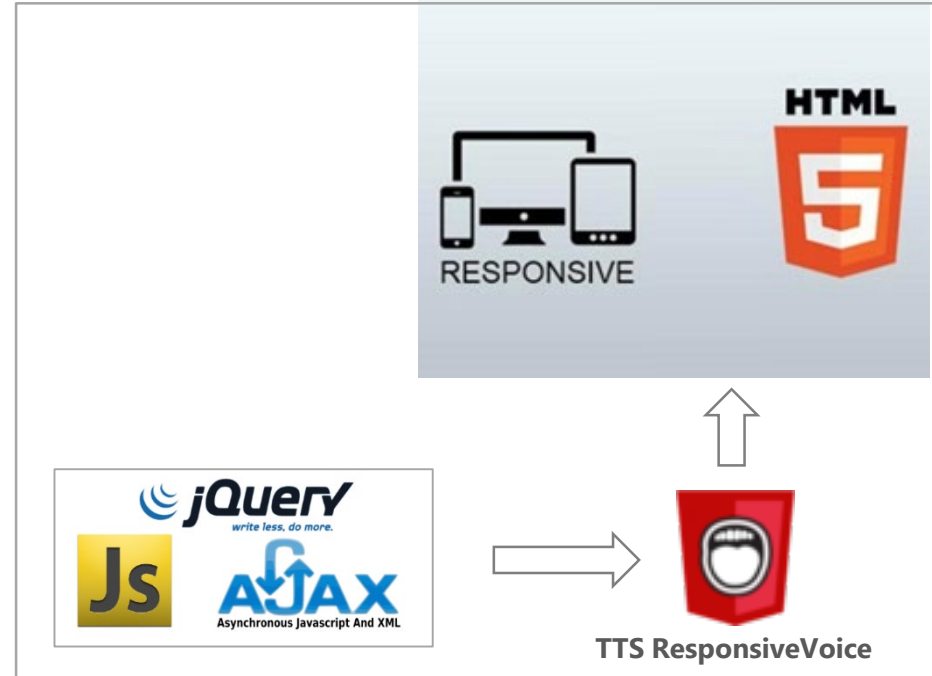 HTML
5
RESPONSIVE
jQuery
write less, do more.
Js
AJAX
Asynchronous Javascript And XML
TTS ResponsiveVoice